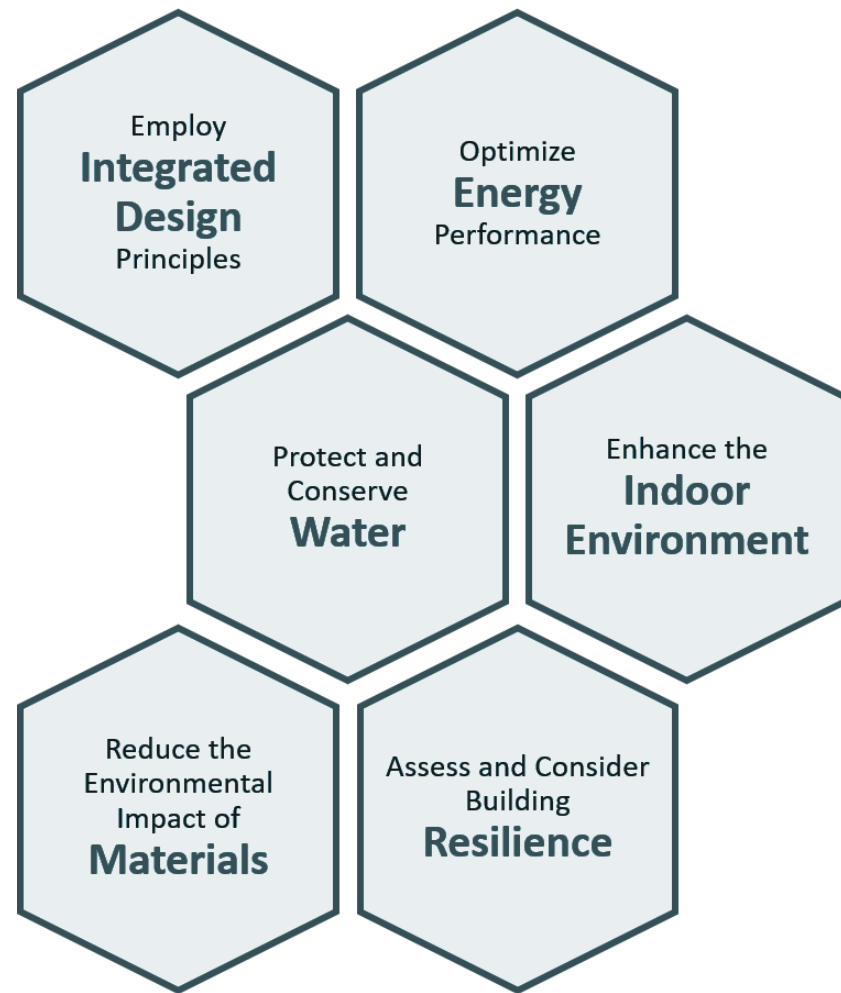 Employ
Integrated
Design
Principles
Optimize
Energy
Performance
Protect and
Conserve
Water
Enhance the
Indoor
Environment
Reduce the
Environmental
Impact of
Materials
Assess and Consider
Building
Resilience